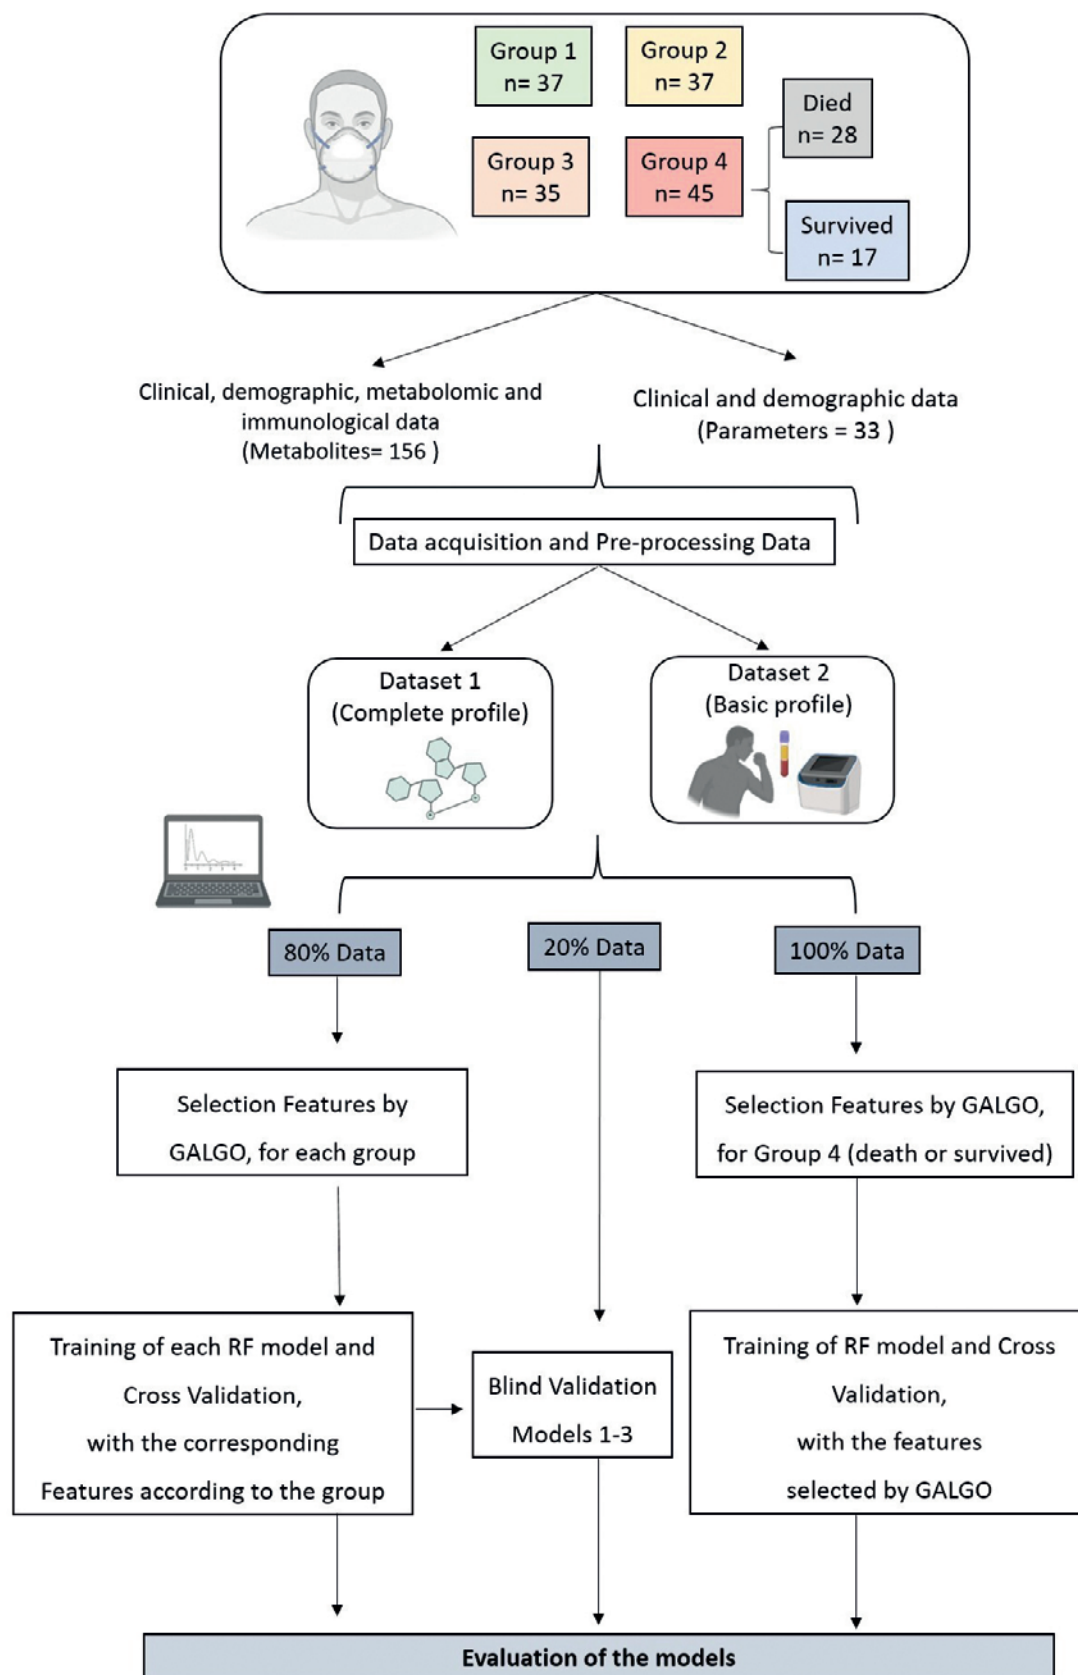 Group 1
n= 37
Group 2
n= 37
Group 3
n= 35
Group 4
n= 45
Died
n= 28
Survived
n= 17
Clinical, demographic, metabolomic and
immunological data
(Metabolites= 156 )
Clinical and demographic data
(Parameters = 33 )
Data acquisition and Pre-processing Data
Dataset 1
(Complete profile)
Dataset 2
(Basic profile)
80% Data
20% Data
100% Data
Selection Features by
GALGO, for each group
Selection Features by GALGO,
for Group 4 (death or survived)
Training of each RF model and
Cross Validation,
with the corresponding
Features according to the group
Blind Validation
Models 1-3
Training of RF model and Cross
Validation,
with the features
selected by GALGO
Evaluation of the models